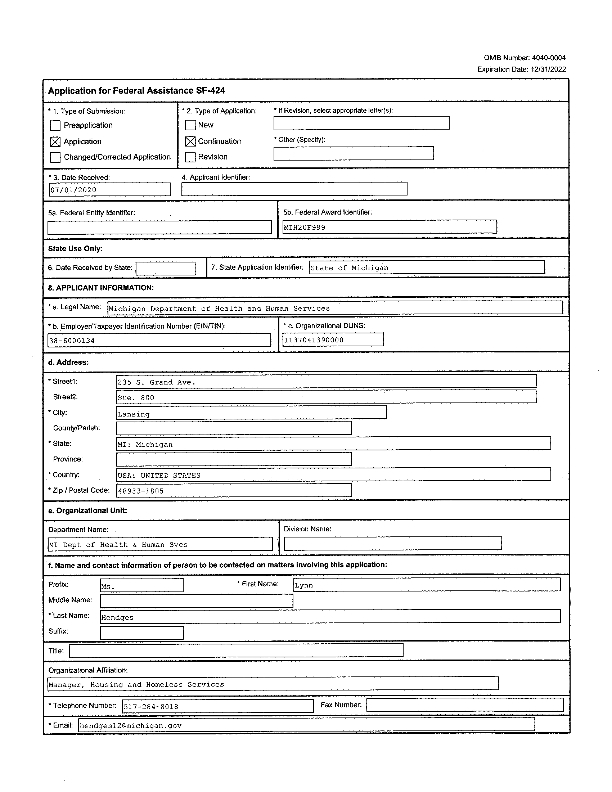 OMB Number: 4040-0004
Expiration Date: 12/31/2022
Application for Federal Assistance SF-424
* 1. Type of Submission: * 2. Type of Application: * If Revision, select appropriate letter(s):
Preapplication New
Application Continuation * Other (Specify):
Changed/Corrected Application Revision
* 3. Date Received: 4. Applicant Identifier:
07/01/2020
5a. Federal Entity Identifier: 5b. Federal Award Identifier:
MIH20F999
State Use Only:
6. Date Received by State: 7. State Application Identifier: State of Michigan
8. APPLICANT INFORMATION:
* a. Legal Name: Michigan Department of Health and Human Services
* b. Employer/Taxpayer Identification Number (EIN/TIN): * c. Organizational DUNS:
38-6000134
d. Address:
* Street1: 235 S. Grand Ave.
Street2: Ste. 800
* City: Lansing
County/Parish:
* State: MI: Michigan
Province:
* Country: USA: UNITED STATES
* Zip / Postal Code:
e. Organizational Unit:
Department Name: Division Name:
MI Dept of Health & Human Svcs
f. Name and contact information of person to be contacted on matters involving this application:
Prefix: Ms. * First Name: Lynn
Middle Name:
* Last Name: Hendges
Suffix:
Title:
Organizational Affiliation:
Manager, Housing and Homeless Services
* Telephone Number: 517-284-8018 Fax Number:
* Email: hendgesl2@michigan.gov